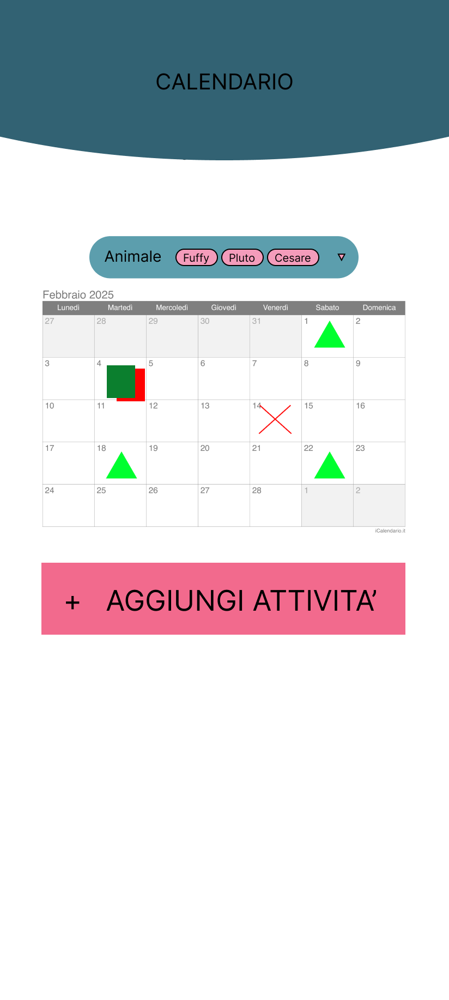 CALENDARIO
Animale Fuffy Pluto Cesare
Febbraio 2025
Lunedì Martedì Mercoledì Giovedì Venerdì Sabato Domenica
27 28 29 30 31 1 2
3 4 5 6 7 8 9
10 11 12 13 14 15 16
17 18 19 20 21 22 23
24 25 26 27 28 1 2
iCalendario.it
+ AGGIUNGI ATTIVITA’